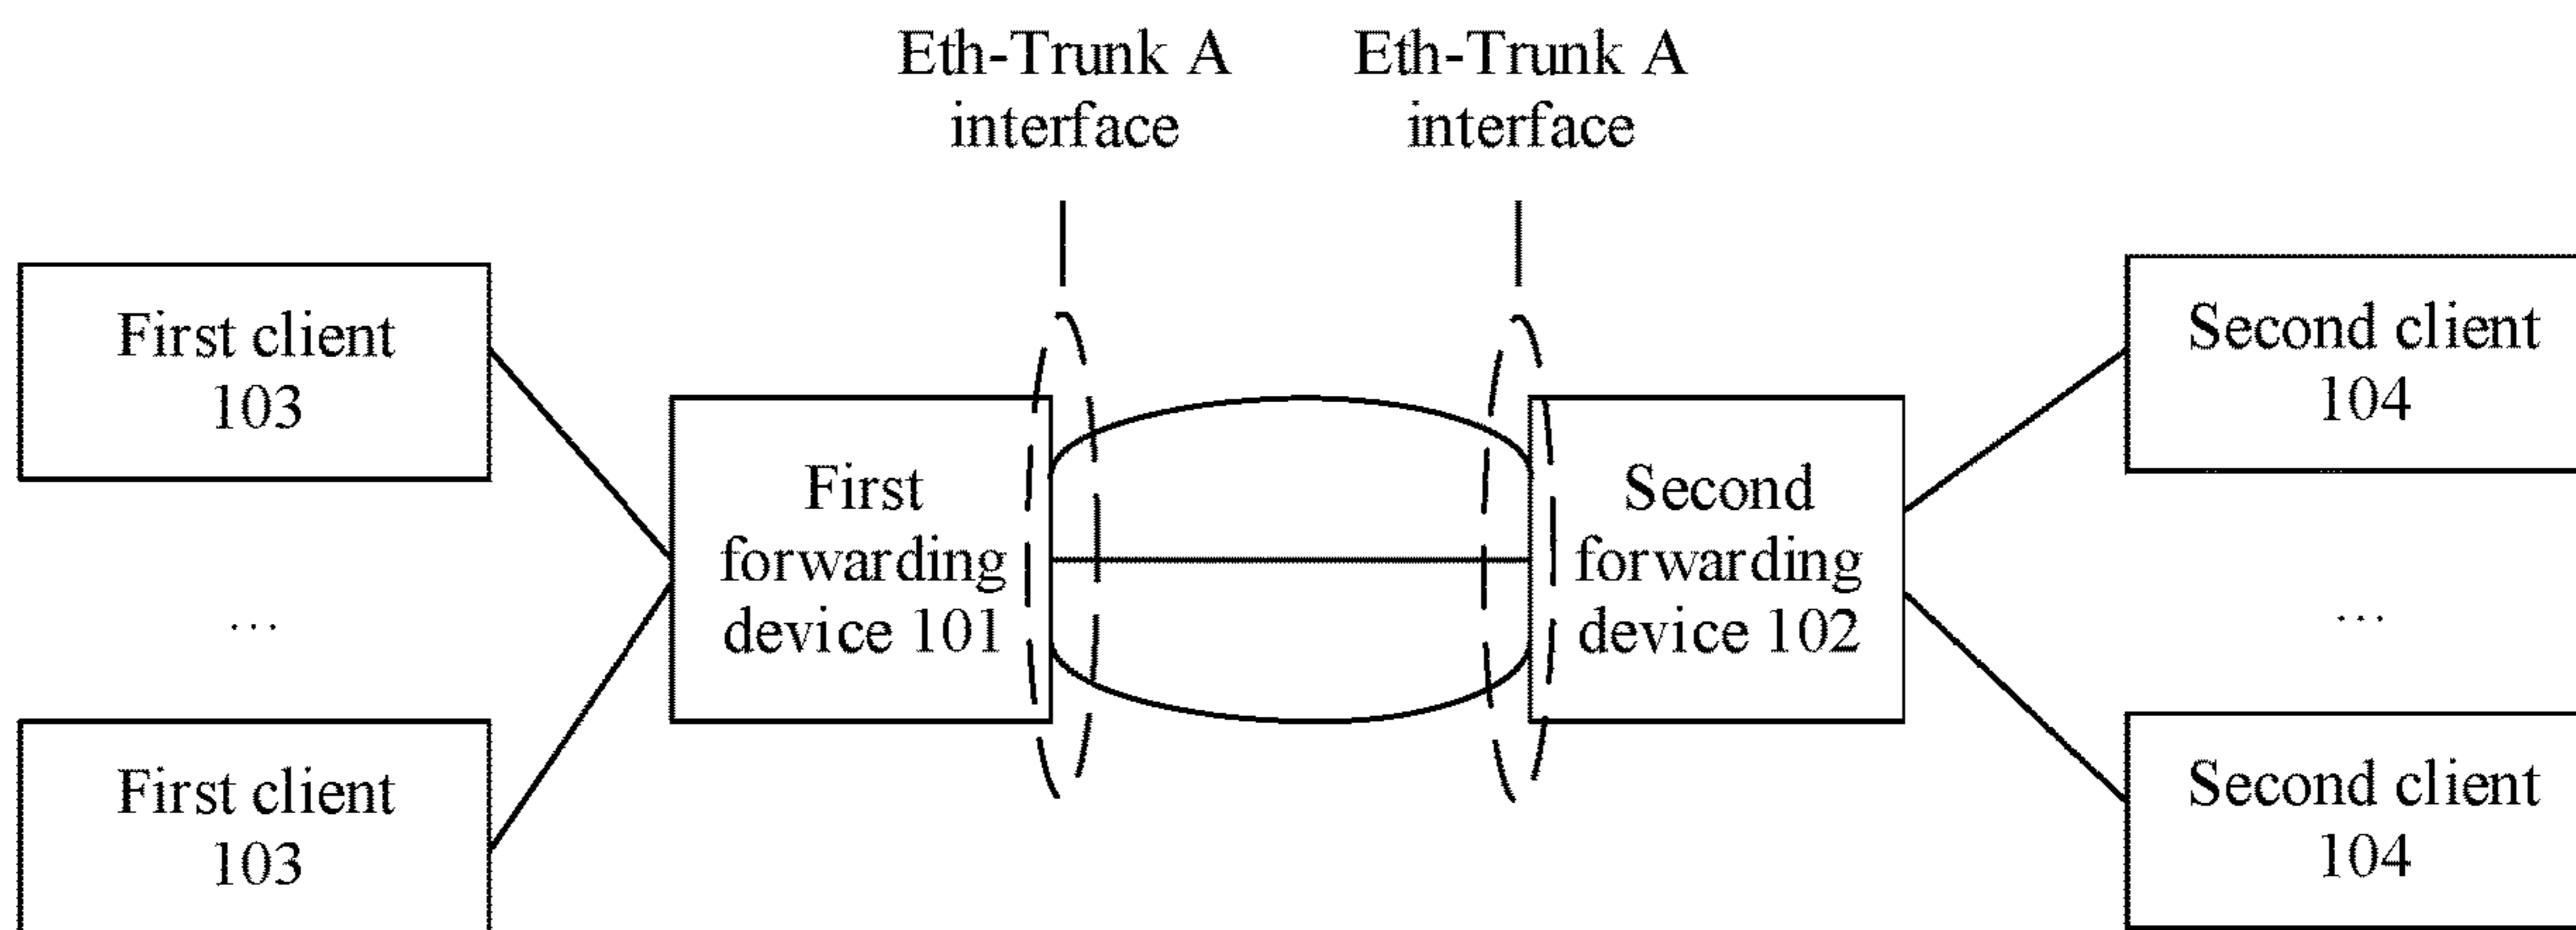 Eth-Trunk A
interface
Eth-Trunk A
interface
First client
103
Second client
104
First
forwarding
device 101
Second
forwarding
device 102
...
...
First client
103
Second client
104